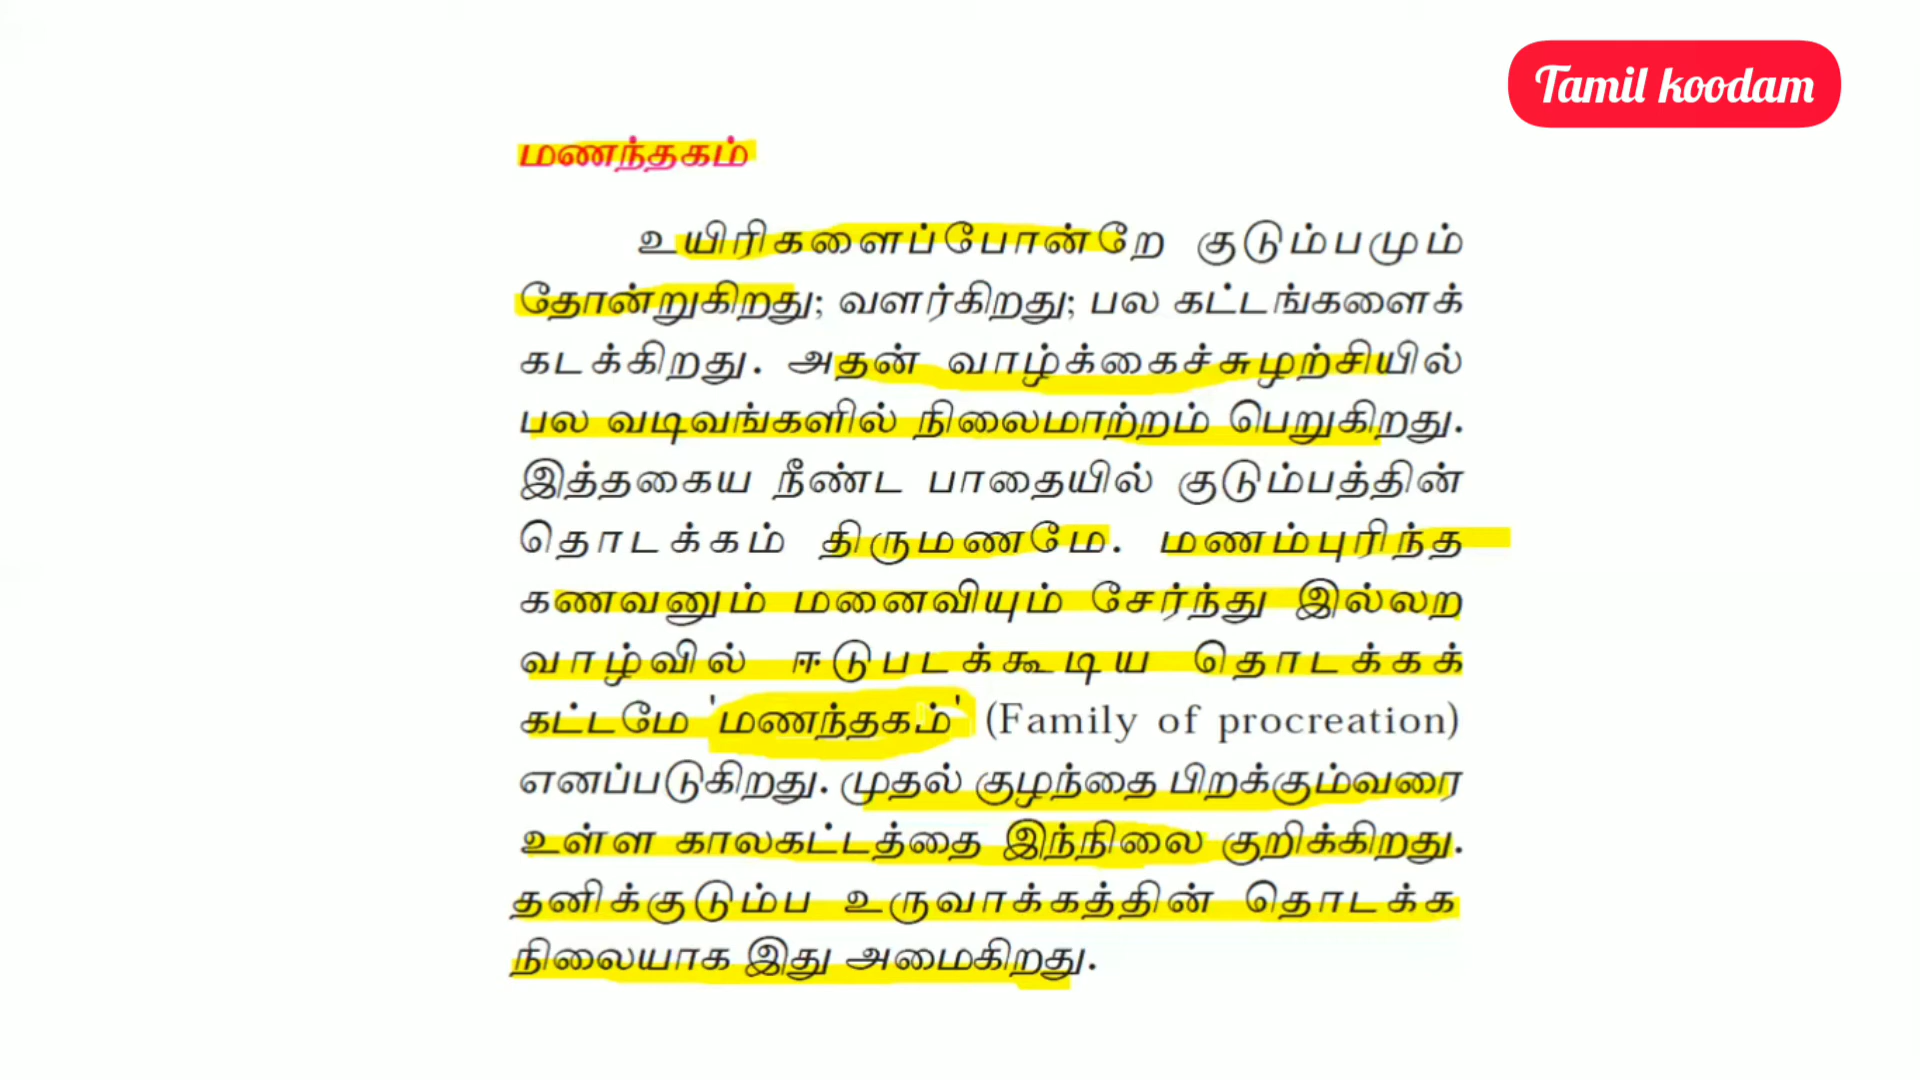 Tamil koodam
மணந்தகம்
உயிரிகளைப்போன்றே குடும்பமும்
தோன்றுகிறது; வளர்கிறது; பல கட்டங்களைக்
கடக்கிறது. அதன் வாழ்க்கைச்சுழற்சியில்
பல வடிவங்களில் நிலைமாற்றம் பெறுகிறது.
இத்தகைய நீண்ட பாதையில் குடும்பத்தின்
தொடக்கம் திருமணமே. மணம்புரிந்த
கணவனும் மனைவியும் சேர்ந்து இல்லற
வாழ்வில் ஈடுபடக்கூடிய தொடக்கக்
கட்டமே 'மணந்தகம்' (Family of procreation)
எனப்படுகிறது. முதல் குழந்தை பிறக்கும்வரை
உள்ள காலகட்டத்தை இந்நிலை குறிக்கிறது.
தனிக்குடும்ப உருவாக்கத்தின் தொடக்க
நிலையாக இது அமைகிறது.